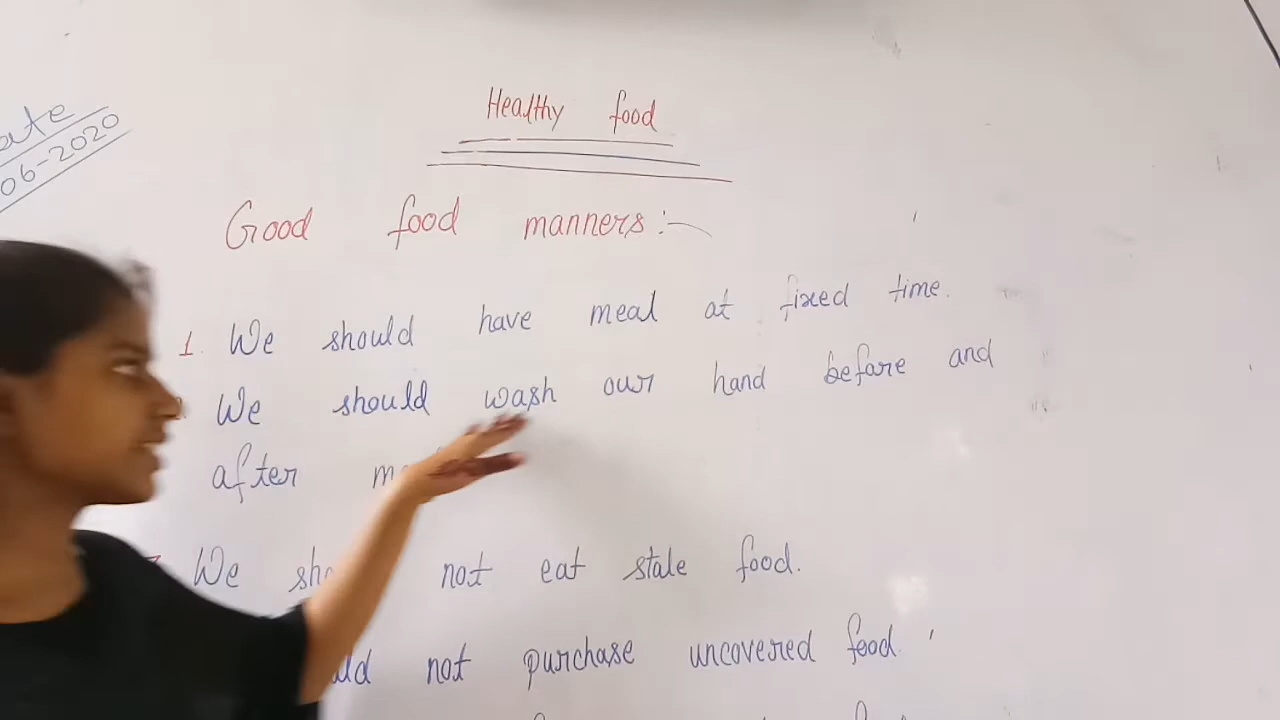 06-2020
Healthy food
Good food manners:-
1. We should have meal at fixed time.
We should wash our hand before and
after
We not eat stale food.
not purchase uncovered food.